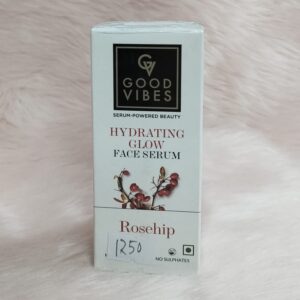 GV
GOOD
VIBES
SERUM-POWERED BEAUTY
HYDRATING
GLOW
FACE SERUM
Rosehip
1250
NO SULPHATES